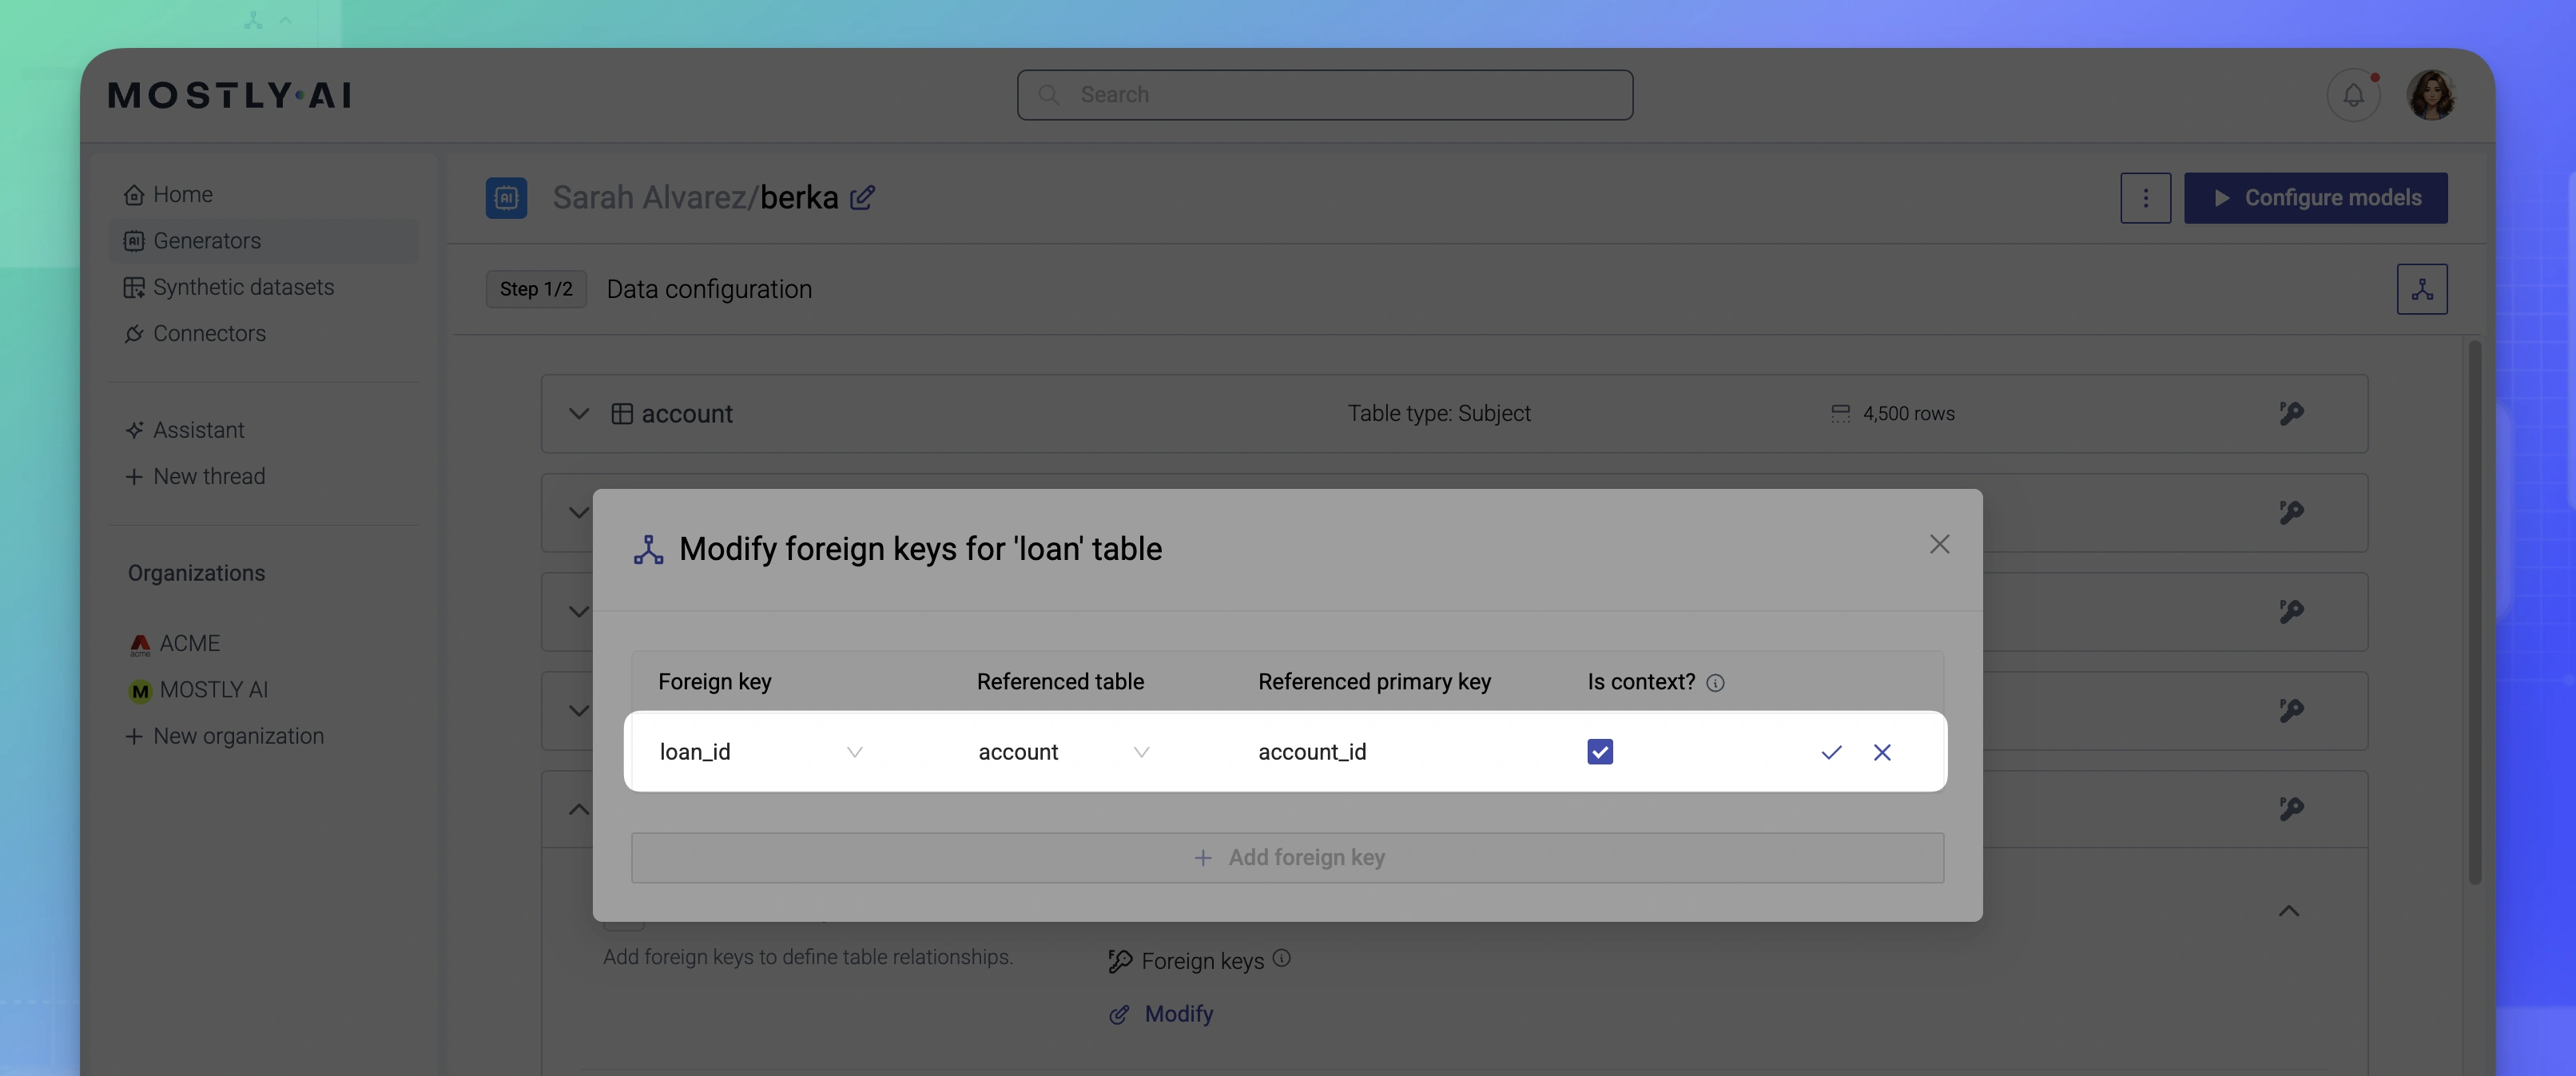 MOSTLY AI
Search
Home
Generators
Synthetic datasets
Connectors
Assistant
New thread
Organizations
ACME
MOSTLY AI
New organization
Sarah Alvarez/berka
Configure models
Step 1/2 Data configuration
account Table type: Subject 4,500 rows
Modify foreign keys for 'loan' table
Foreign key Referenced table Referenced primary key Is context?
loan_id account account_id
Add foreign key
Add foreign keys to define table relationships.
Foreign keys
Modify